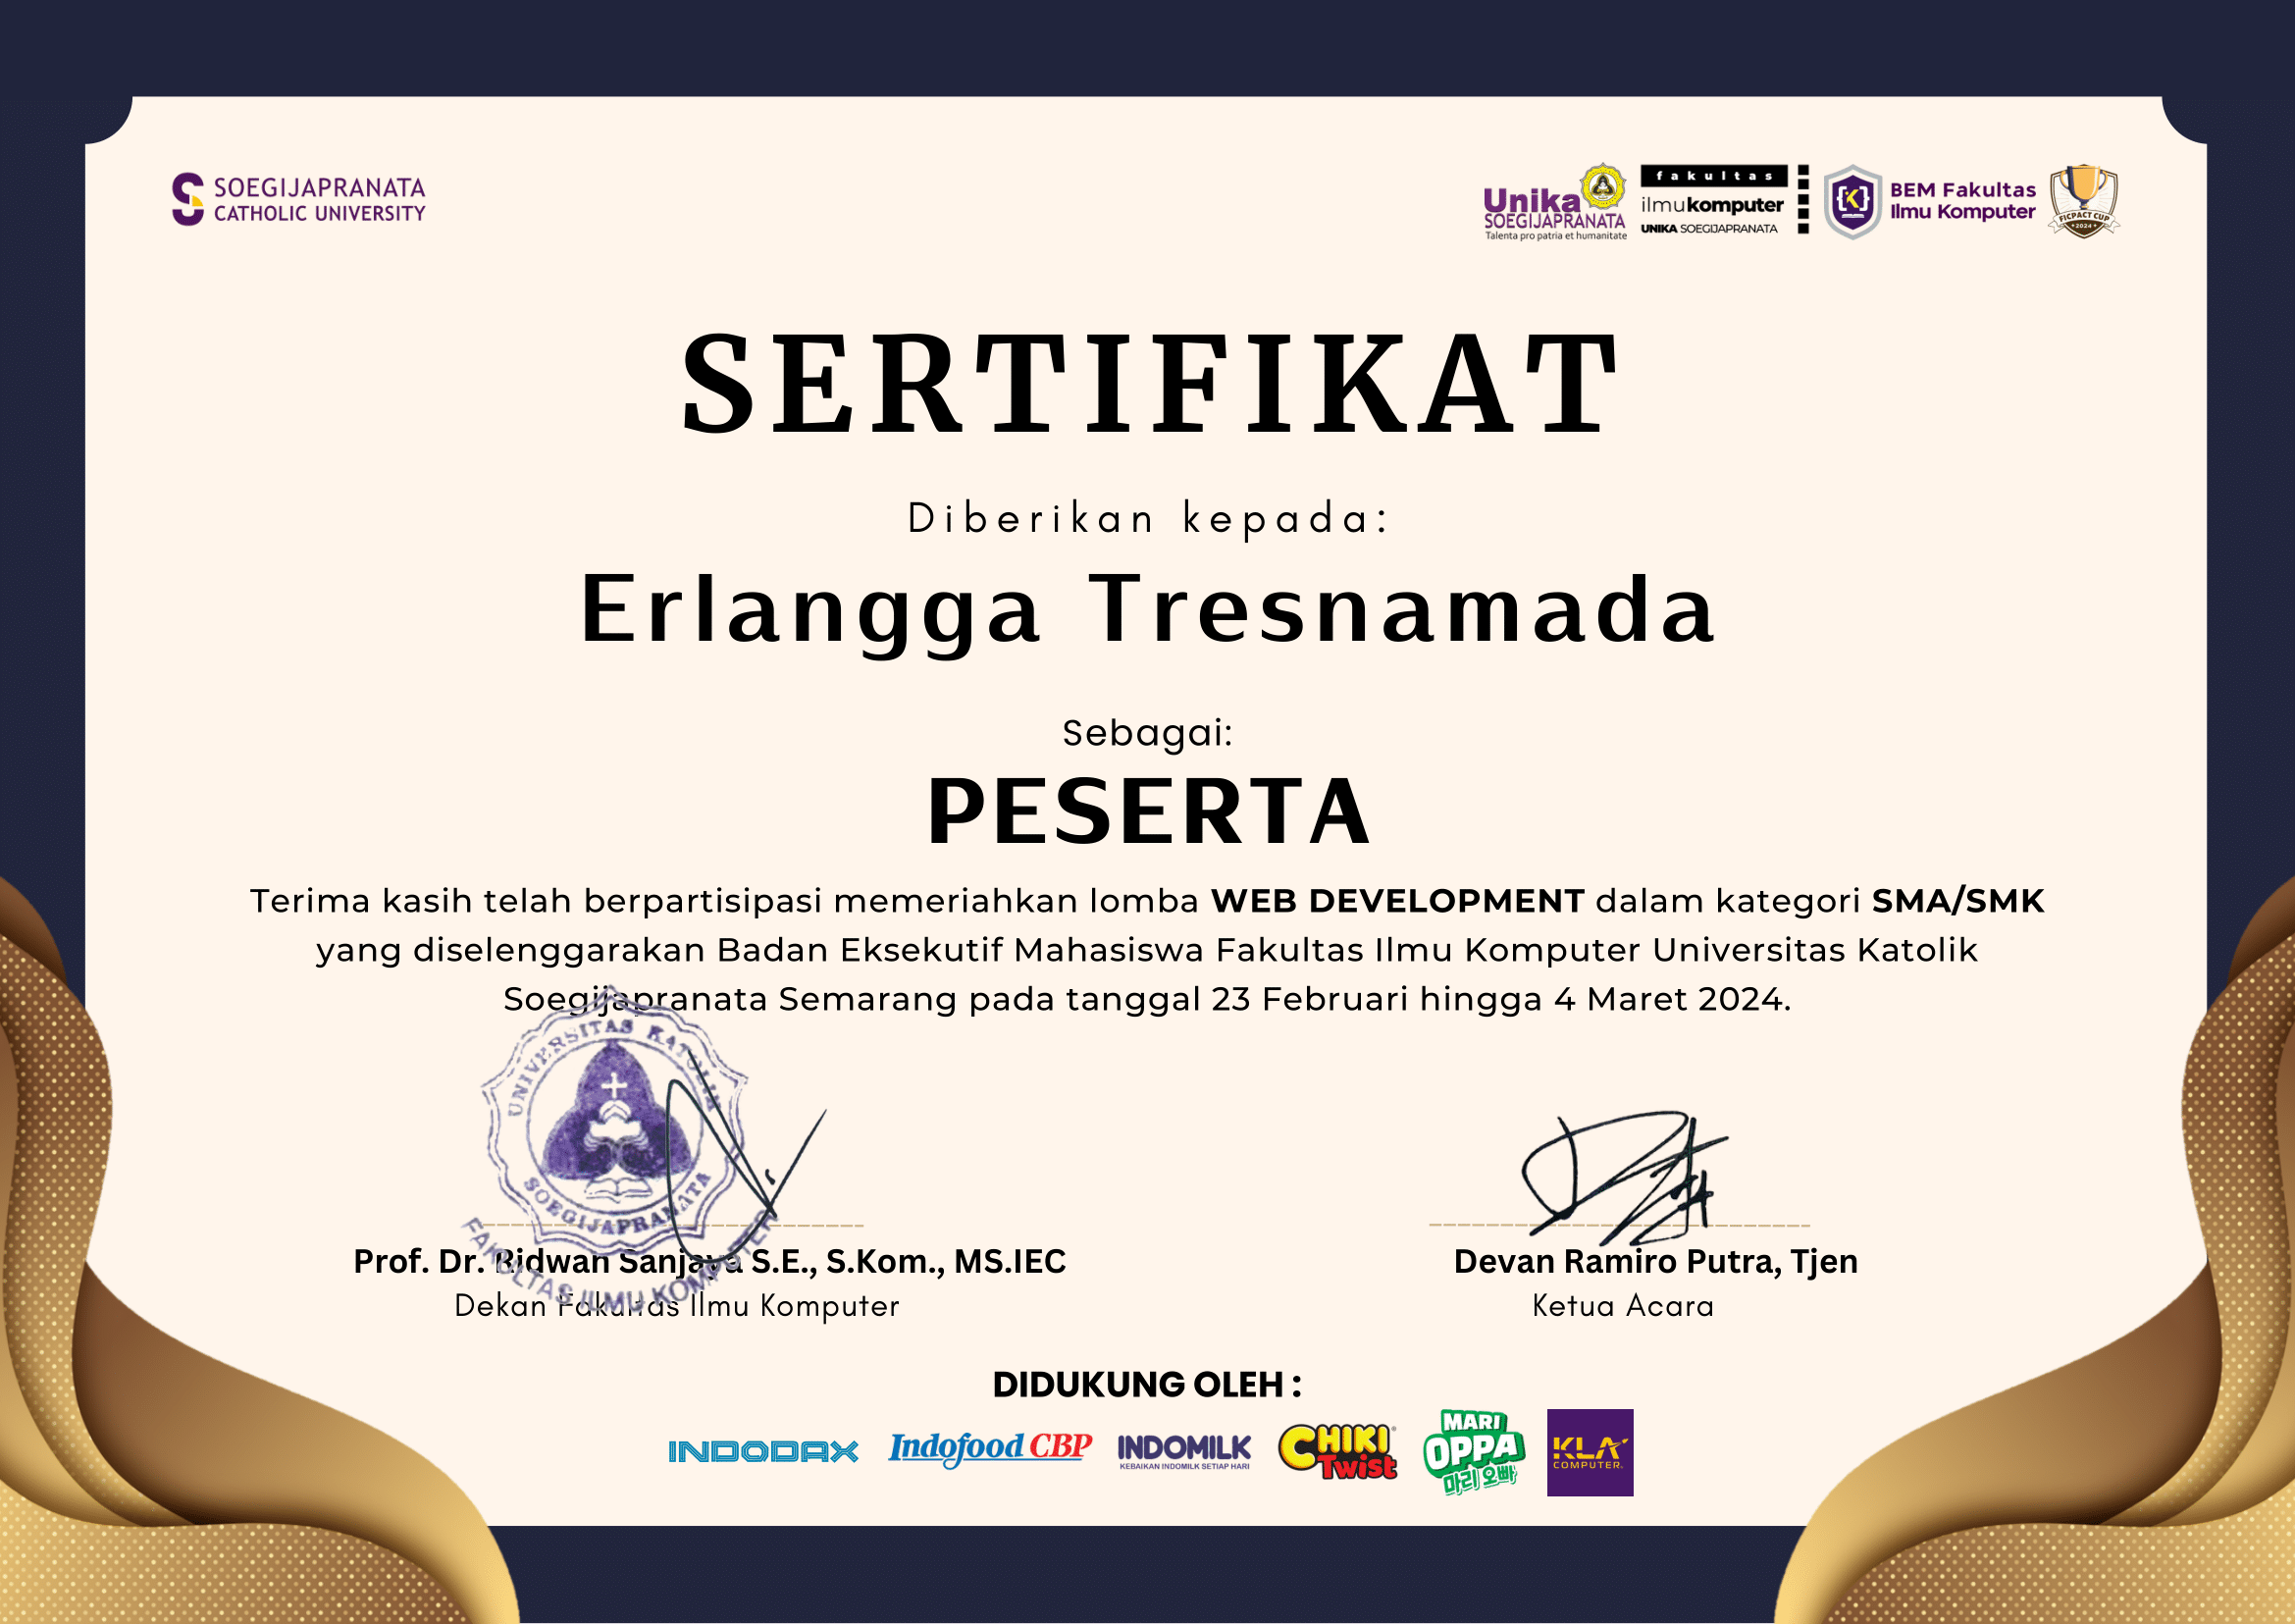 SOEGIJAPRANATA
CATHOLIC UNIVERSITY
Unika
SOEGIJAPRANATA
Talenta pro patria et humanitate
fakultas
ilmukomputer
UNIKA SOEGIJAPRANATA
BEM Fakultas
Ilmu Komputer
FICPACT CUP
2024
SERTIFIKAT
Diberikan kepada:
Erlangga Tresnamada
Sebagai:
PESERTA
Terima kasih telah berpartisipasi memeriahkan lomba WEB DEVELOPMENT dalam kategori SMA/SMK
yang diselenggarakan Badan Eksekutif Mahasiswa Fakultas Ilmu Komputer Universitas Katolik
Soegijapranata Semarang pada tanggal 23 Februari hingga 4 Maret 2024.
UNIVERSITAS KATOLIK
SOEGIJAPRANATA
FAKULTAS ILMU KOMPUTER
Prof. Dr. Ridwan Sanjaya S.E., S.Kom., MS.IEC
Dekan Fakultas Ilmu Komputer
Devan Ramiro Putra, Tjen
Ketua Acara
DIDUKUNG OLEH :
INDODAX
Indofood CBP
INDOMILK
KEBAIKAN INDOMILK SETIAP HARI
CHIKI
Twist
MARI
OPPA
마리 오빠
KLA
COMPUTER